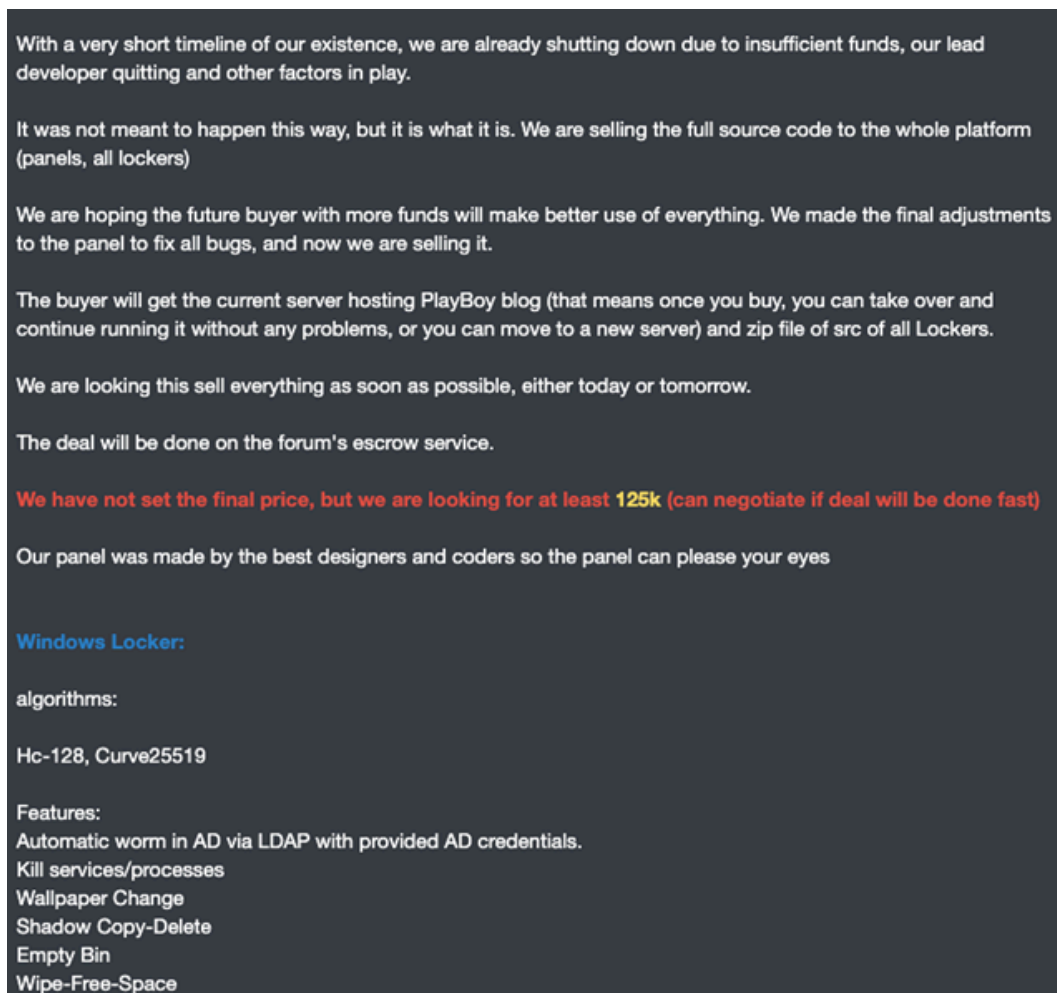 With a very short timeline of our existence, we are already shutting down due to insufficient funds, our lead
developer quitting and other factors in play.
It was not meant to happen this way, but it is what it is. We are selling the full source code to the whole platform
(panels, all lockers)
We are hoping the future buyer with more funds will make better use of everything. We made the final adjustments
to the panel to fix all bugs, and now we are selling it.
The buyer will get the current server hosting PlayBoy blog (that means once you buy, you can take over and
continue running it without any problems, or you can move to a new server) and zip file of src of all Lockers.
We are looking this sell everything as soon as possible, either today or tomorrow.
The deal will be done on the forum's escrow service.
We have not set the final price, but we are looking for at least 125k (can negotiate if deal will be done fast)
Our panel was made by the best designers and coders so the panel can please your eyes
Windows Locker:
algorithms:
Hc-128, Curve25519
Features:
Automatic worm in AD via LDAP with provided AD credentials.
Kill services/processes
Wallpaper Change
Shadow Copy-Delete
Empty Bin
Wipe-Free-Space